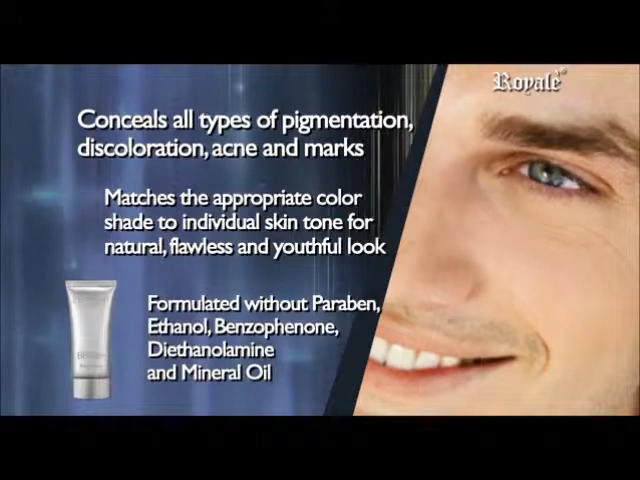 Royalè
Conceals all types of pigmentation,
discoloration, acne and marks
Matches the appropriate color
shade to individual skin tone for
natural, flawless and youthful look
Formulated without Paraben,
Ethanol, Benzophenone,
Diethanolamine
and Mineral Oil